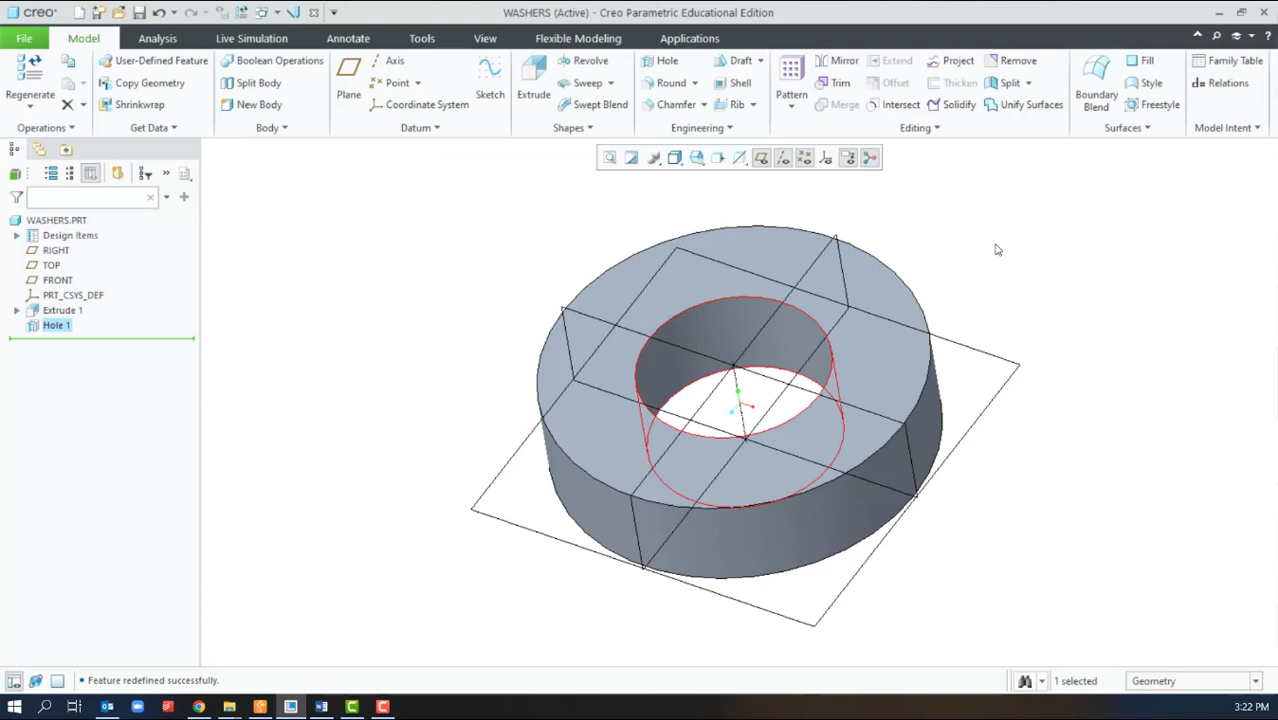 creo°
WASHERS (Active) - Creo Parametric Educational Edition
File Model Analysis Live Simulation Annotate Tools View Flexible Modeling Applications
Regenerate
Operations
User-Defined Feature
Copy Geometry
Shrinkwrap
Get Data
Boolean Operations
Split Body
New Body
Body
Plane
Axis
Point
Coordinate System
Sketch
Datum
Extrude
Revolve
Sweep
Swept Blend
Shapes
Hole
Round
Chamfer
Draft
Shell
Rib
Engineering
Pattern
Mirror
Trim
Merge
Extend
Offset
Intersect
Project
Thicken
Solidify
Remove
Split
Unify Surfaces
Editing
Boundary
Blend
Fill
Style
Freestyle
Surfaces
Family Table
d= Relations
Model Intent
WASHERS.PRT
Design Items
RIGHT
TOP
FRONT
PRT_CSYS_DEF
Extrude 1
Hole 1
• Feature redefined successfully.
1 selected
Geometry
3:22 PM